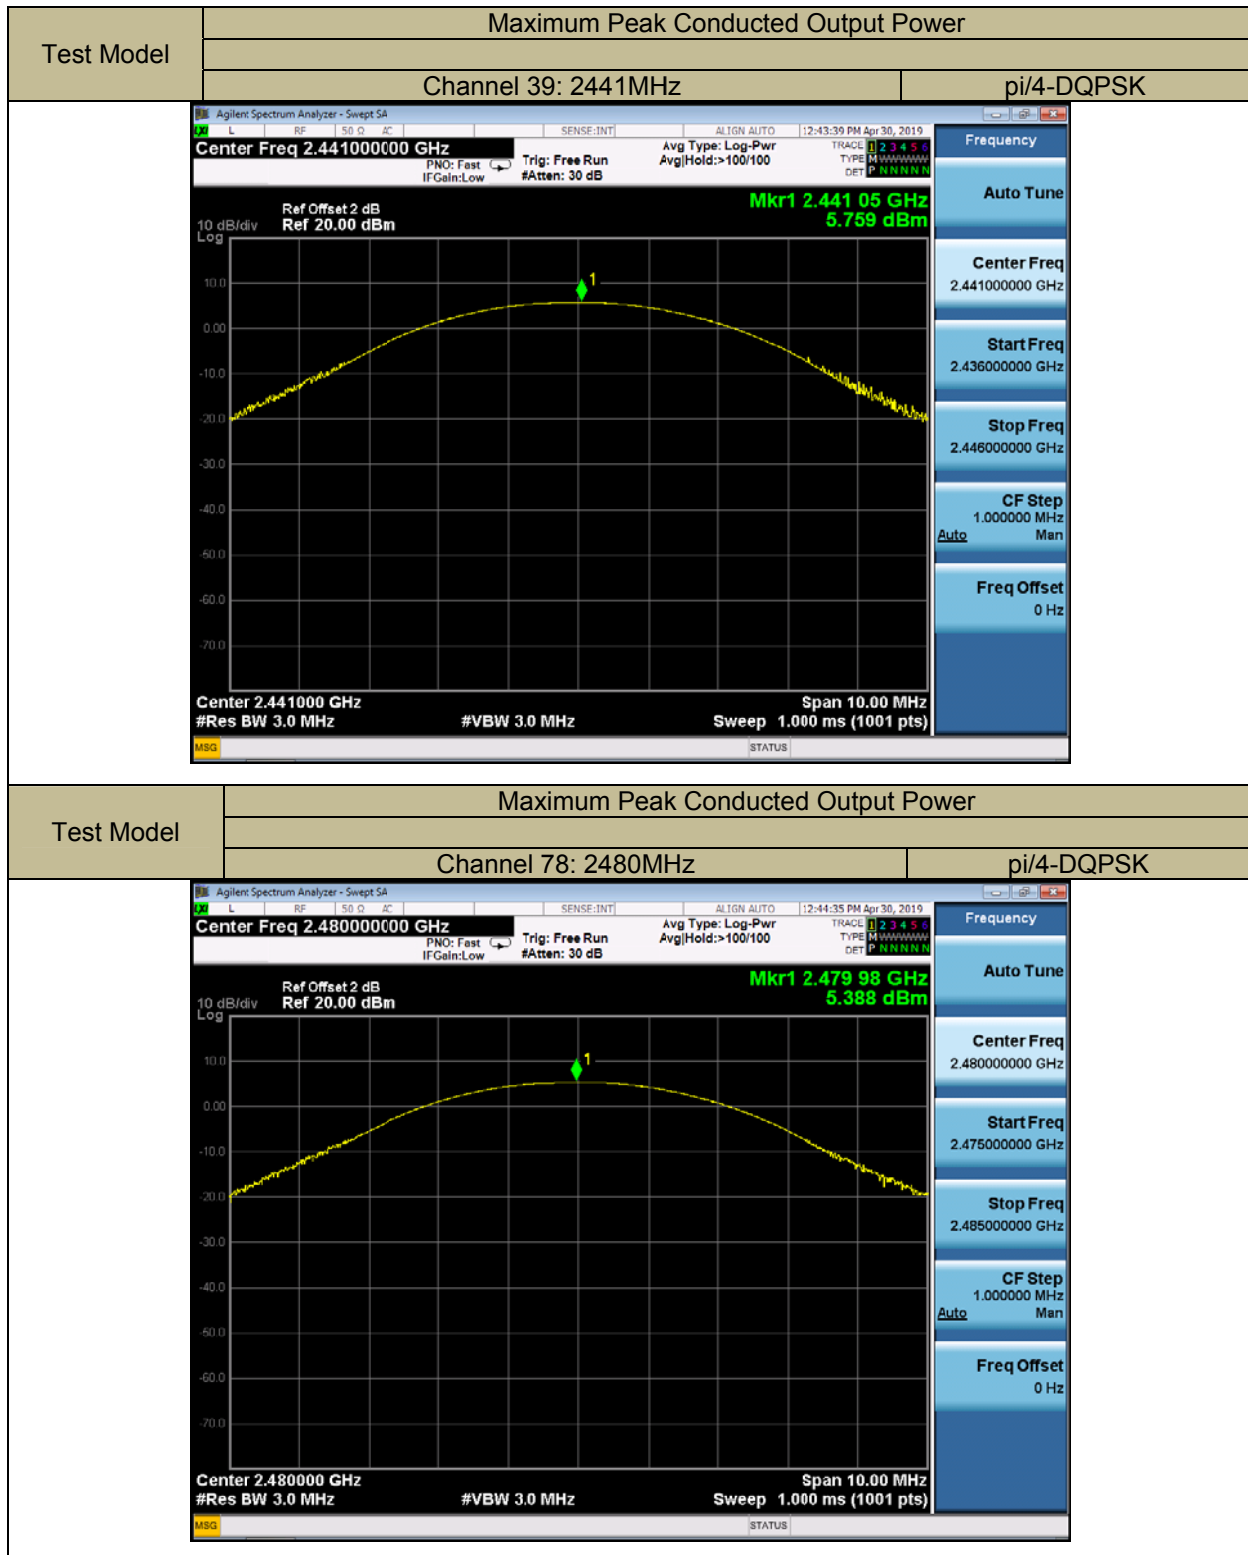 Test Model
Maximum Peak Conducted Output Power
Channel 39: 2441MHz
pi/4-DQPSK
Agilent Spectrum Analyzer - Swept SA
LXI L RF 50 Ω AC SENSE:INT ALIGN AUTO 12:43:39 PM Apr 30, 2019
Center Freq 2.441000000 GHz
PNO: Fast
IFGain:Low
Trig: Free Run
#Atten: 30 dB
Avg Type: Log-Pwr
Avg|Hold:>100/100
TRACE 1 2 3 4 5 6
TYPE M WWWWW
DET P N N N N N
Mkr1 2.441 05 GHz
5.759 dBm
Ref Offset 2 dB
10 dB/div Ref 20.00 dBm
Log
1
10.0
0.00
-10.0
-20.0
-30.0
-40.0
-50.0
-60.0
-70.0
Center 2.441000 GHz Span 10.00 MHz
#Res BW 3.0 MHz #VBW 3.0 MHz Sweep 1.000 ms (1001 pts)
MSG STATUS
Frequency
Auto Tune
Center Freq
2.441000000 GHz
Start Freq
2.436000000 GHz
Stop Freq
2.446000000 GHz
CF Step
1.000000 MHz
Auto Man
Freq Offset
0 Hz
Test Model
Maximum Peak Conducted Output Power
Channel 78: 2480MHz
pi/4-DQPSK
Agilent Spectrum Analyzer - Swept SA
LXI L RF 50 Ω AC SENSE:INT ALIGN AUTO 12:44:35 PM Apr 30, 2019
Center Freq 2.480000000 GHz
PNO: Fast
IFGain:Low
Trig: Free Run
#Atten: 30 dB
Avg Type: Log-Pwr
Avg|Hold:>100/100
TRACE 1 2 3 4 5 6
TYPE M WWWWW
DET P N N N N N
Mkr1 2.479 98 GHz
5.388 dBm
Ref Offset 2 dB
10 dB/div Ref 20.00 dBm
Log
1
10.0
0.00
-10.0
-20.0
-30.0
-40.0
-50.0
-60.0
-70.0
Center 2.480000 GHz Span 10.00 MHz
#Res BW 3.0 MHz #VBW 3.0 MHz Sweep 1.000 ms (1001 pts)
MSG STATUS
Frequency
Auto Tune
Center Freq
2.480000000 GHz
Start Freq
2.475000000 GHz
Stop Freq
2.485000000 GHz
CF Step
1.000000 MHz
Auto Man
Freq Offset
0 Hz